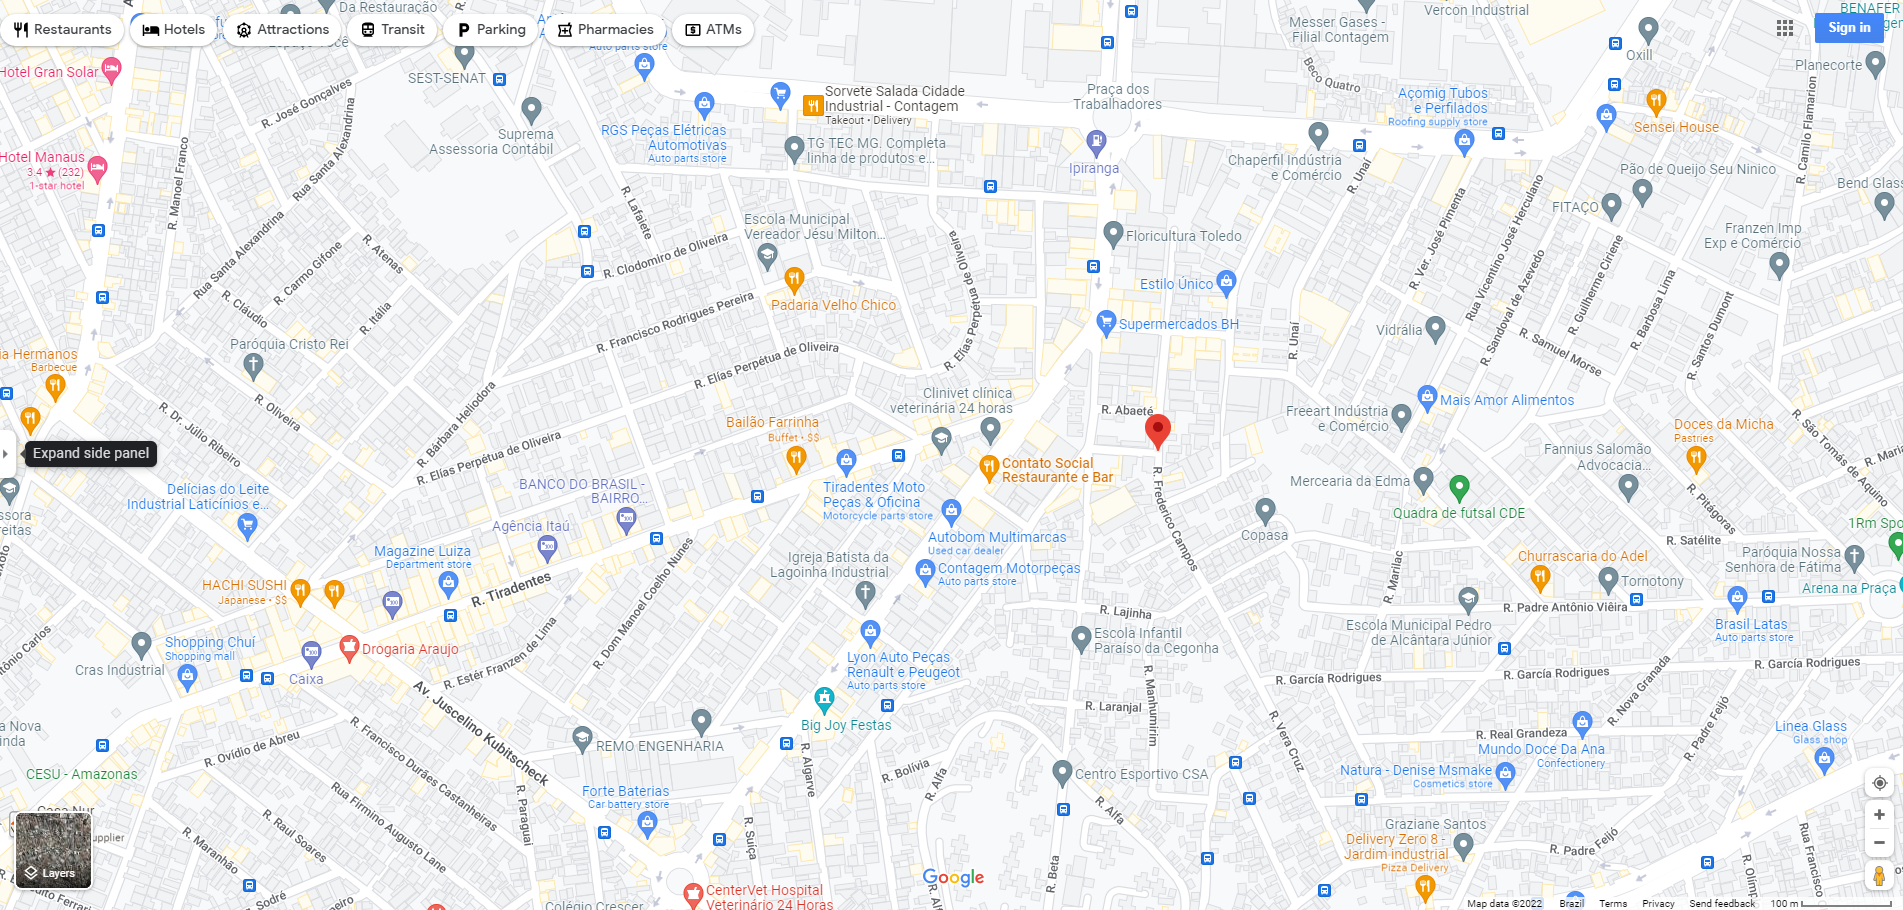 Restaurants
Hotels
Attractions
Transit
Parking
Pharmacies
ATMs
Sign in
Da Restauração
Auto parts store
SEST-SENAT
Hotel Gran Solar
Hotel Manaus
3.4 ★ (232)
1-star hotel
R. José Gonçalves
Rua Santa Alexandrina
R. Manoel Franco
Suprema
Assessoria Contábil
RGS Peças Elétricas
Automotivas
Auto parts store
Sorvete Salada Cidade
Industrial - Contagem
Takeout • Delivery
TG TEC MG. Completa
linha de produtos e...
Praça dos
Trabalhadores
Ipiranga
Messer Gases -
Filial Contagem
Vercon Industrial
BENAFER
Beco Quatro
Oxill
Planecorte
Açomig Tubos
e Perfilados
Roofing supply store
Sensei House
Chaperfil Indústria
e Comércio
R. Unaí
Pão de Queijo Seu Ninico
R. Camilo Flamarion
Bend Glass
FITAÇO
Franzen Imp
Exp e Comércio
R. Ver. José Pimenta
Rua Vicentino José Herculano
R. Sandoval de Azevedo
R. Guilherme Ciriene
R. Barbosa Lima
R. Santos Dumont
R. Samuel Morse
Vidrália
Escola Municipal
Vereador Jésu Milton...
R. Lafaiete
R. Clodomiro de Oliveira
Padaria Velho Chico
R. Francisco Rodrigues Pereira
R. Elías Perpétua de Oliveira
R. Elías Perpétua de Oliveira
Floricultura Toledo
Estilo Único
Supermercados BH
R. Unaí
Rua Santa Alexandrina
R. Atenas
R. Carmo Gifone
R. Cláudio
R. Itália
Paróquia Cristo Rei
ia Hermanos
Barbecue
R. Oliveira
R. Dr. Júlio Ribeiro
R. Bárbara Heliodora
R. Elías Perpétua de Oliveira
Expand side panel
Clinivet clínica
veterinária 24 horas
Bailão Farrinha
Buffet • $$
Contato Social
Restaurante e Bar
R. Abaeté
R. Frederico Campos
Freeart Indústria
e Comércio
Mais Amor Alimentos
Doces da Micha
Pastries
Fannius Salomão
Advocacia...
R. São Tomás de Aquino
R. Maria
Mercearia da Edma
Quadra de futsal CDE
R. Pitágoras
1Rm Spo
R. Satélite
Copasa
Delícias do Leite
Industrial Laticínios e...
BANCO DO BRASIL -
BAIRRO...
Agência Itaú
Tiradentes Moto
Peças & Oficina
Motorcycle parts store
Autobom Multimarcas
Used car dealer
Contagem Motorpeças
Auto parts store
Igreja Batista da
Lagoinha Industrial
Magazine Luiza
Department store
HACHI SUSHI
Japanese • $$
R. Tiradentes
R. Dom Manoel Coelho Nunes
R. Marilac
Churrascaria do Adel
Tornotony
Paróquia Nossa
Senhora de Fátima
Arena na Praça
R. Padre Antônio Viêira
Escola Municipal Pedro
de Alcântara Júnior
Brasil Latas
Auto parts store
R. Lajinha
Escola Infantil
Paraíso da Cegonha
R. Manhumirim
R. Laranjal
R. García Rodrigues
R. García Rodrigues
R. García Rodrigues
R. Nova Granada
R. Padre Feijó
Shopping Chuí
Shopping mall
Cras Industrial
Caixa
Drogaria Araujo
R. Estér Franzen de Lima
Av. Juscelino Kubitscheck
Lyon Auto Peças
Renault e Peugeot
Auto parts store
Big Joy Festas
REMO ENGENHARIA
R. Ovídio de Abreu
R. Francisco Durães Castanheiras
Rua Firmino Augusto Lane
R. Raul Soares
R. Maranhão
R. Paraguai
R. Algarve
R. Bolívia
R. Alfa
R. Alfa
R. Beta
R. Suíça
R. Vera Cruz
Centro Esportivo CSA
R. Real Grandeza
Mundo Doce Da Ana
Confectionery
Linea Glass
Glass shop
Natura - Denise Msmake
Cosmetics store
Graziane Santos
Delivery Zero 8 -
Jardim industrial
Pizza Delivery
R. Padre Feijó
Rua Francisco
R. Olímp
CESU - Amazonas
Casa Nur
upplier
Forte Baterias
Car battery store
CenterVet Hospital
Veterinário 24 Horas
Colégio Crescer
R. Sodré
Layers
Google
Map data ©2022
Brazil
Terms
Privacy
Send feedback
100 m